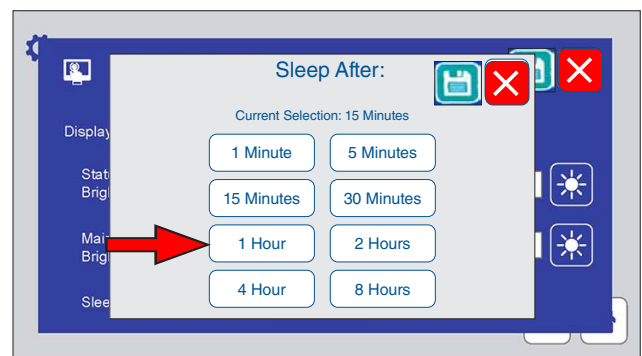 Sleep After:
Current Selection: 15 Minutes
Display
1 Minute 5 Minutes
15 Minutes 30 Minutes
1 Hour 2 Hours
4 Hour 8 Hours